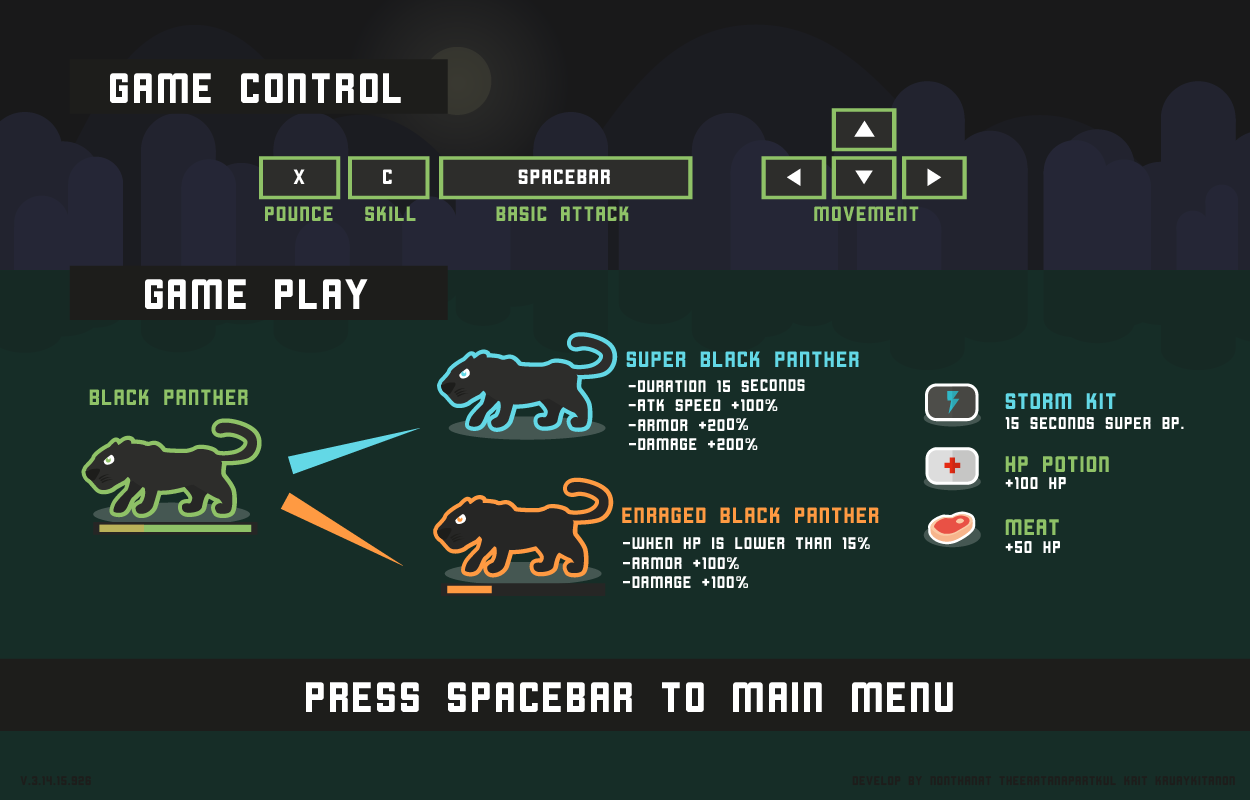 GAME CONTROL
X C SPACEBAR
POUNCE SKILL BASIC ATTACK MOVEMENT
GAME PLAY
BLACK PANTHER
SUPER BLACK PANTHER
-DURATION 15 SECONDS
-ATK SPEED +100%
-ARMOR +200%
-DAMAGE +200%
ENRAGED BLACK PANTHER
-WHEN HP IS LOWER THAN 15%
-ARMOR +100%
-DAMAGE +100%
STORM KIT
15 SECONDS SUPER BP.
HP POTION
+100 HP
MEAT
+50 HP
PRESS SPACEBAR TO MAIN MENU
DEVELOP BY